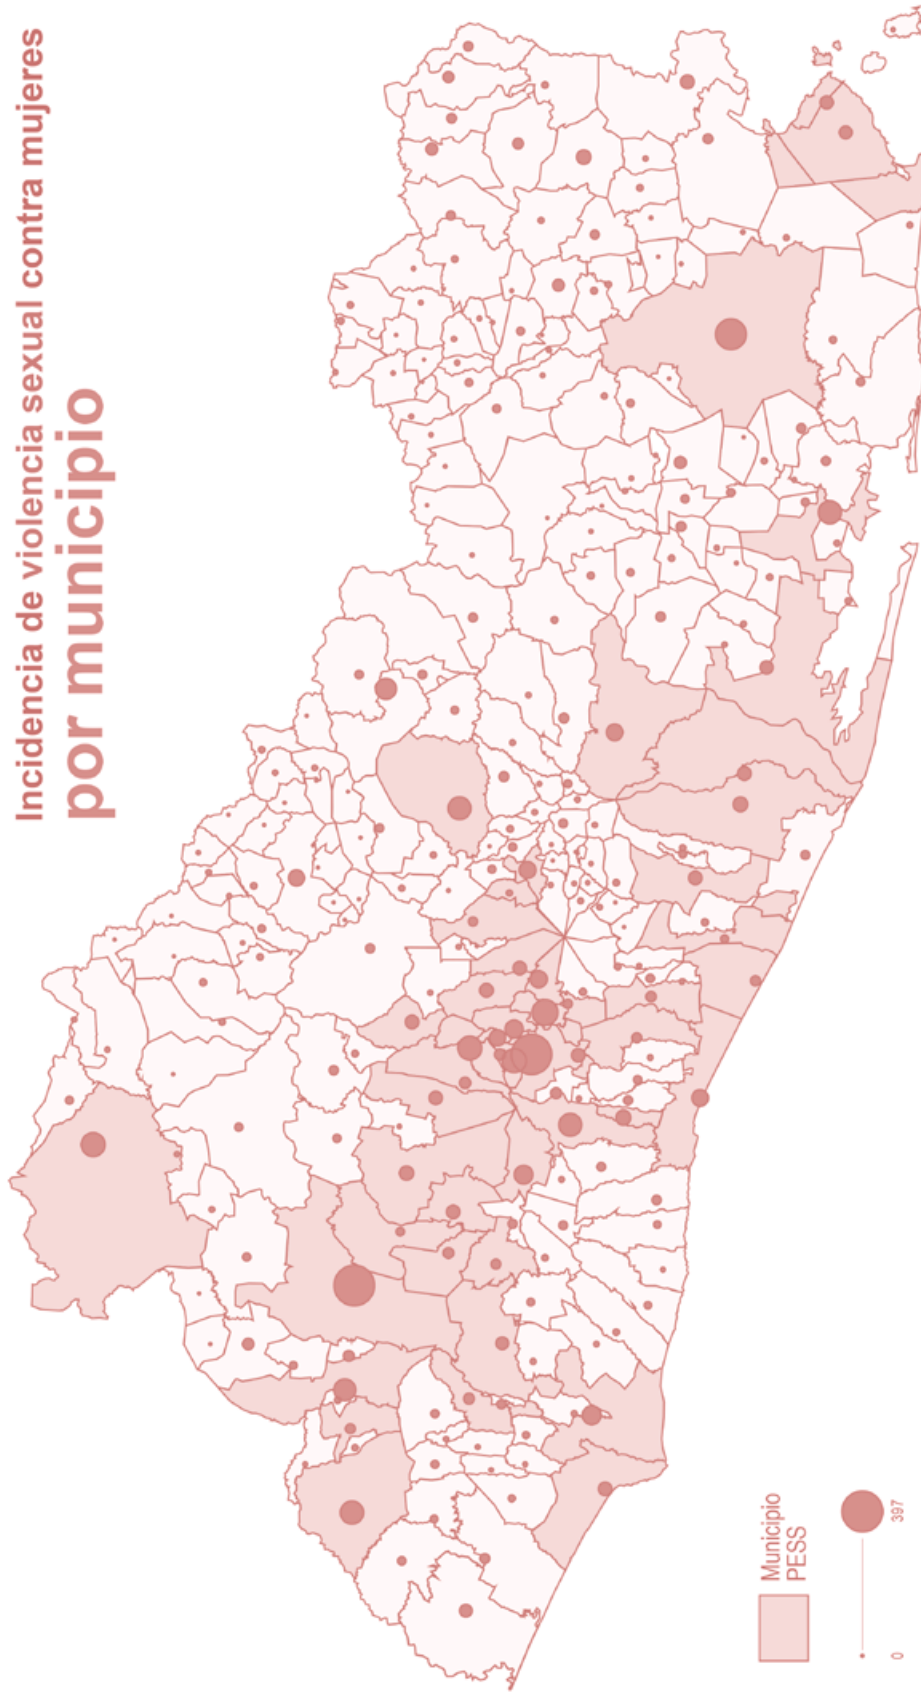 Incidencia de violencia sexual contra mujeres
por municipio
Municipio
PESS
0
397